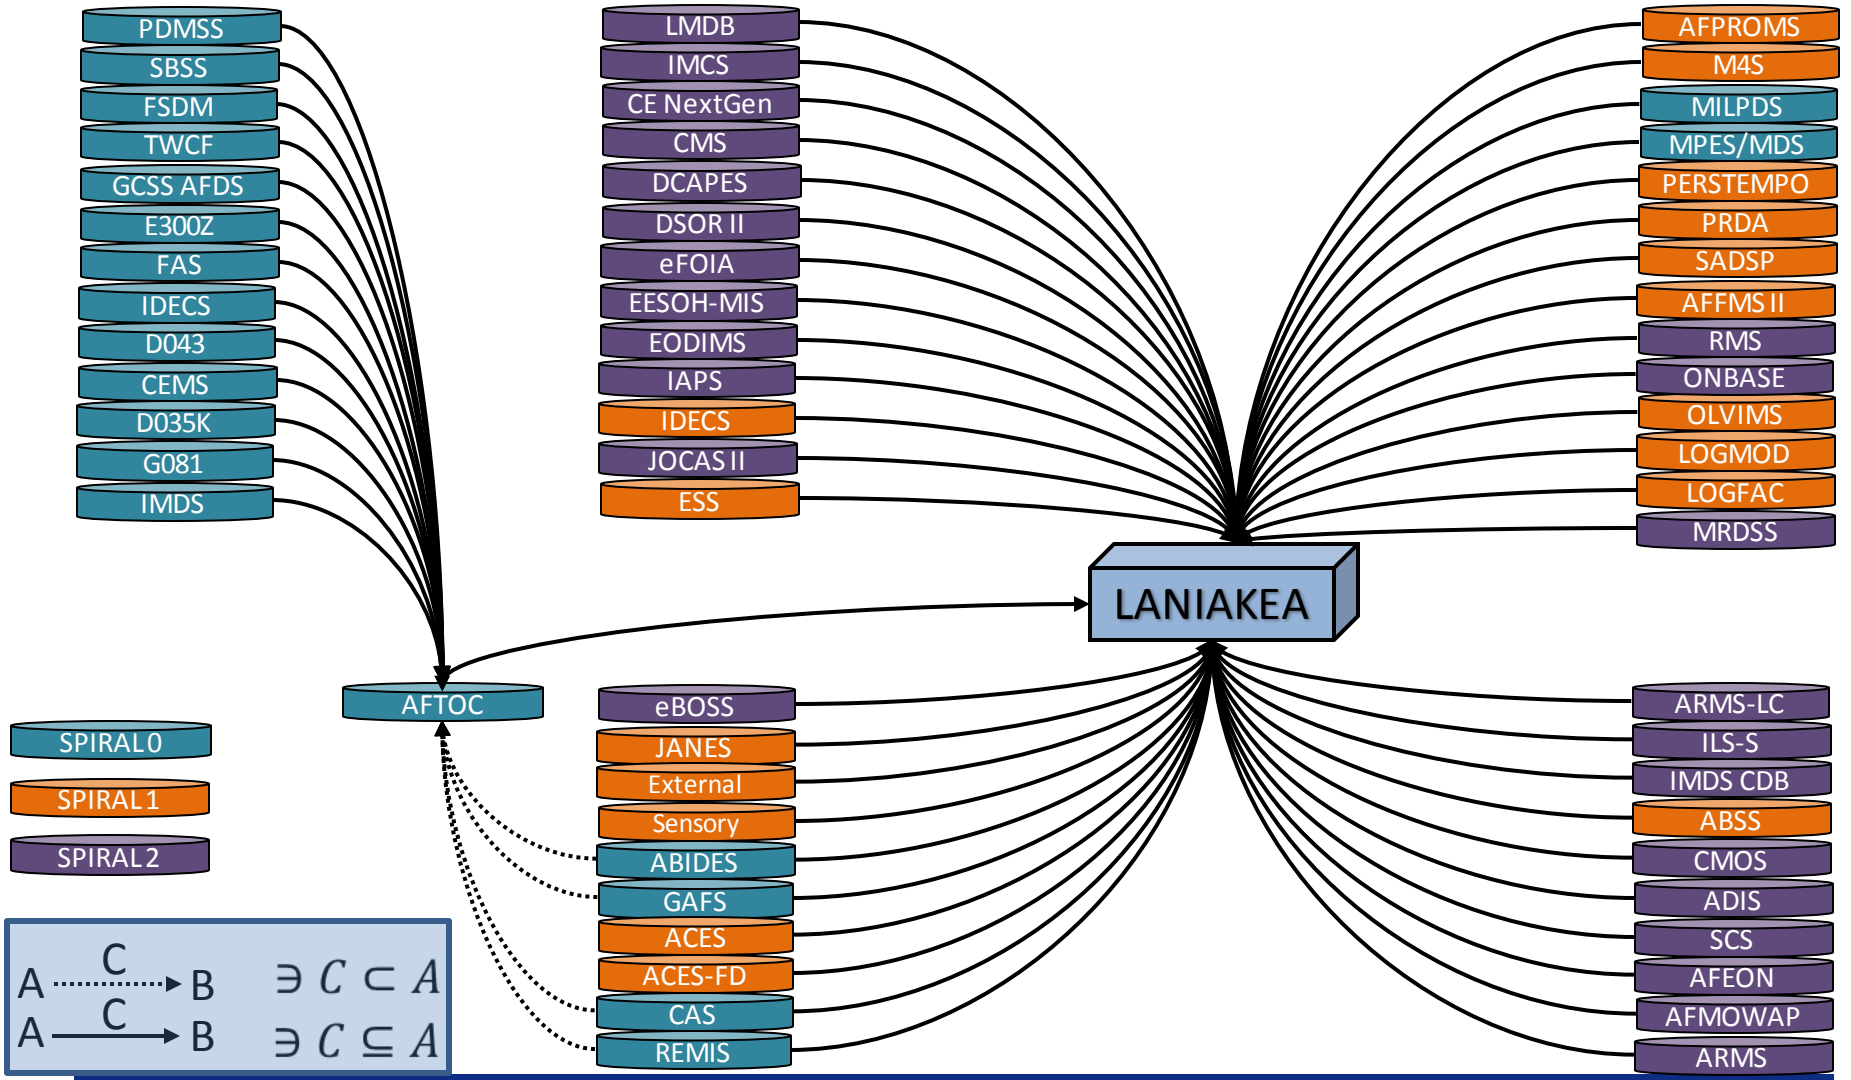 PDMSS
SBSS
FSDM
TWCF
GCSS AFDS
E300Z
FAS
IDECS
D043
CEMS
D035K
G081
IMDS
LMDB
IMCS
CE NextGen
CMS
DCAPES
DSOR II
eFOIA
EESOH-MIS
EODIMS
IAPS
IDECS
JOCAS II
ESS
AFPROMS
M4S
MILPDS
MPES/MDS
PERSTEMPO
PRDA
SADSP
AFFMS II
RMS
ONBASE
OLVIMS
LOGMOD
LOGFAC
MRDSS
LANIAKEA
AFTOC
SPIRAL 0
SPIRAL 1
SPIRAL 2
eBOSS
JANES
External
Sensory
ABIDES
GAFS
ACES
ACES-FD
CAS
REMIS
ARMS-LC
ILS-S
IMDS CDB
ABSS
CMOS
ADIS
SCS
AFEON
AFMOWAP
ARMS
A C B ∋ C ⊂ A
A C B ∋ C ⊆ A